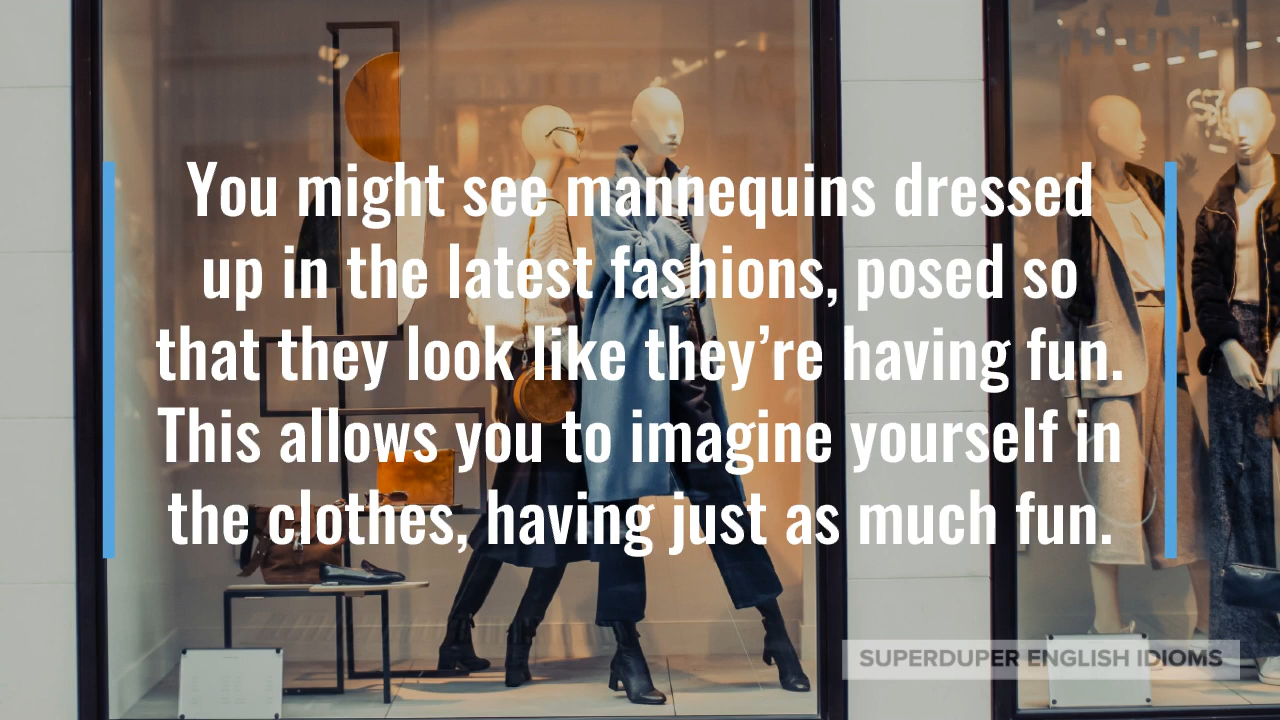 You might see mannequins dressed
up in the latest fashions, posed so
that they look like they’re having fun.
This allows you to imagine yourself in
the clothes, having just as much fun.
SUPERDUPER ENGLISH IDIOMS